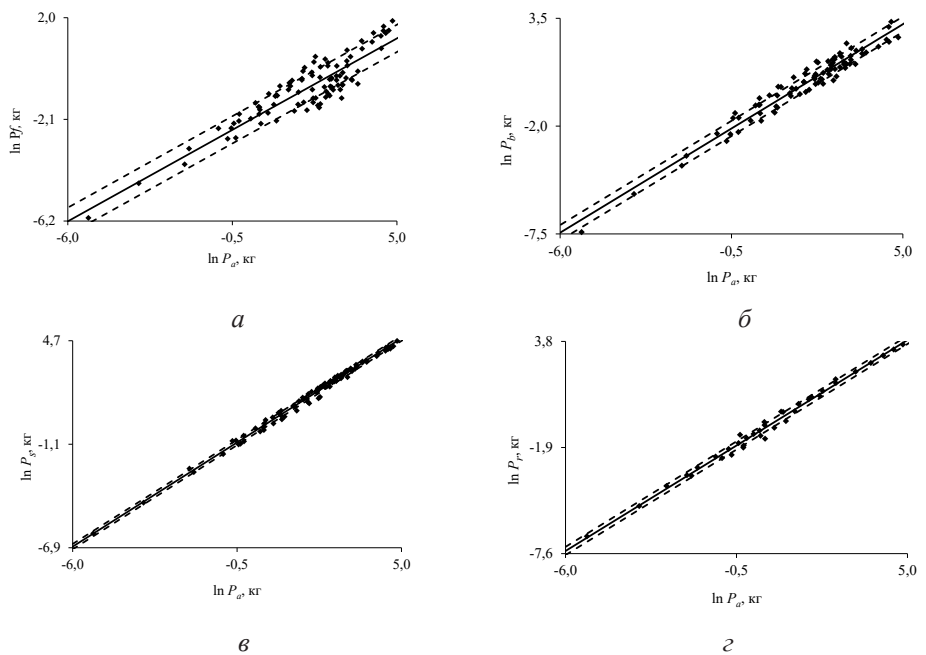 2,0
ln Pf, кг
-2,1
-6,2
-6,0
-0,5
5,0
ln Pa, кг
а
3,5
ln Pb, кг
-2,0
-7,5
-6,0
-0,5
5,0
ln Pa, кг
б
4,7
ln Ps, кг
-1,1
-6,9
-6,0
-0,5
5,0
ln Pa, кг
в
3,8
ln Pr, кг
-1,9
-7,6
-6,0
-0,5
5,0
ln Pa, кг
г